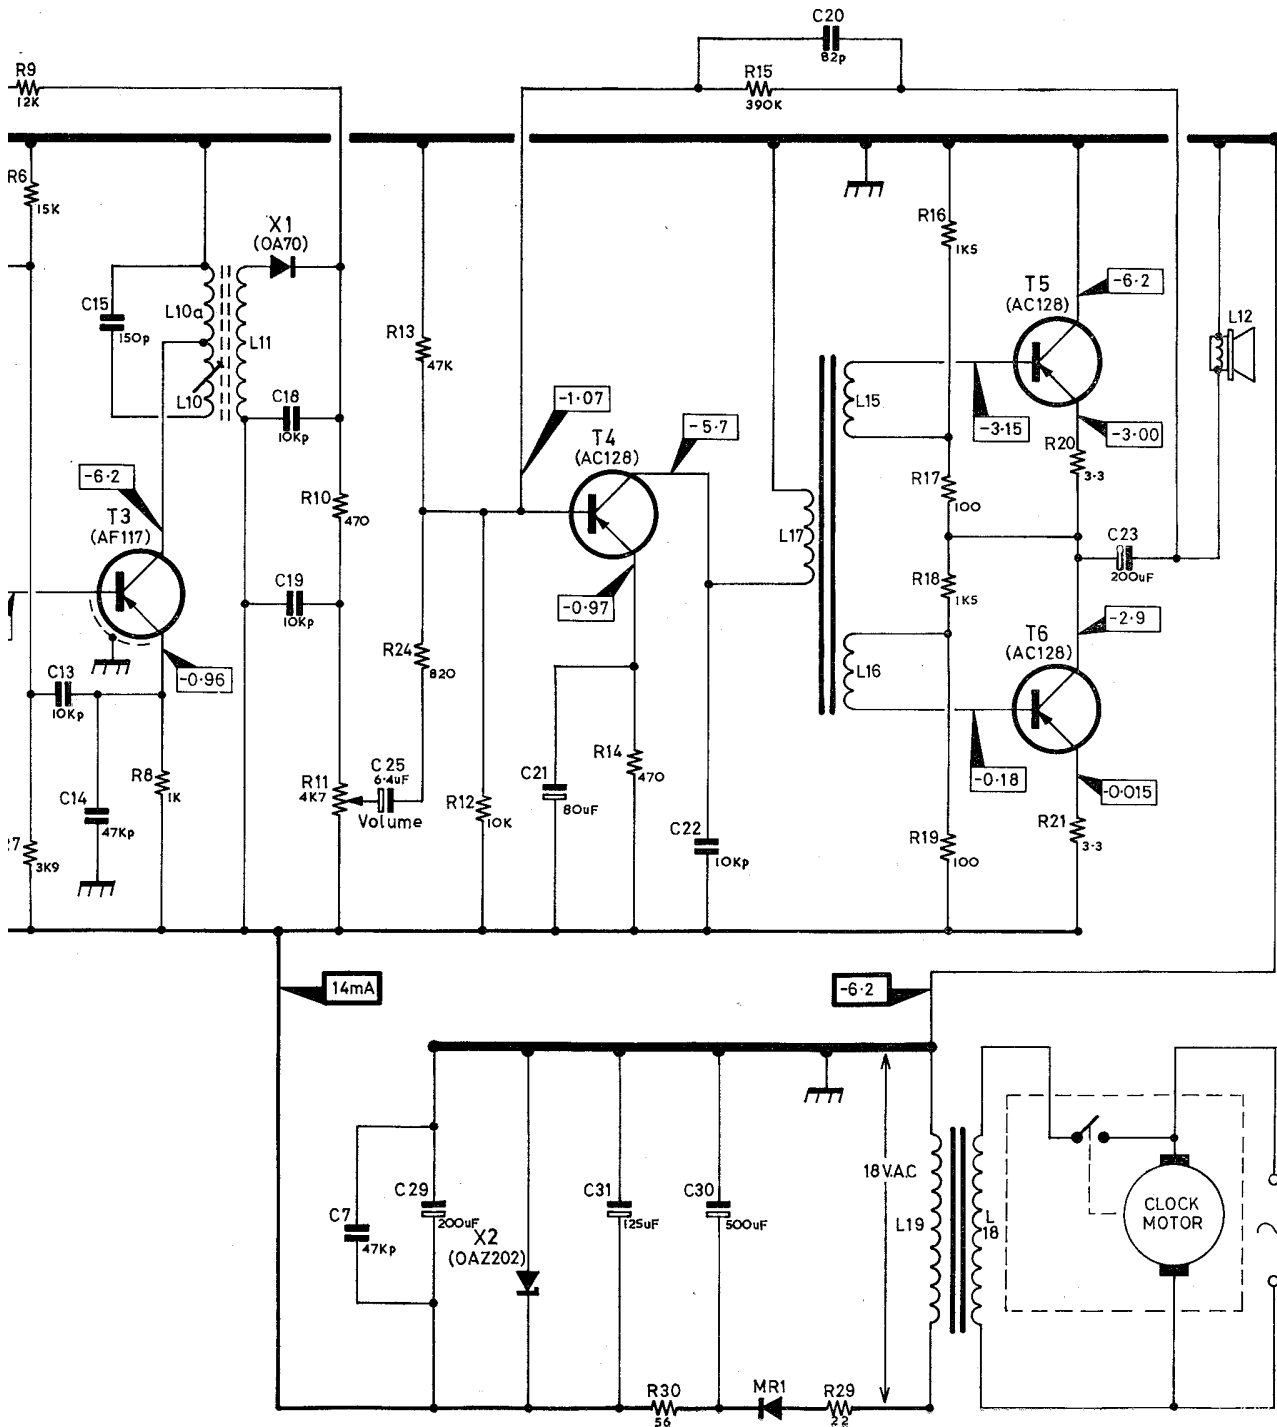 C20
82p
R9
12K
R15
390K
R6
15K
X1
(OA70)
R16
1K5
T5
(AC128)
-6·2
C15
150p
L10a
L11
R13
47K
L12
L10
C18
10Kp
-1·07
L15
-3·15
-3·00
T4
(AC128)
-5·7
R20
3·3
-6·2
R17
100
T3
(AF117)
R10
470
L17
C23
200uF
C19
10Kp
R18
1K5
-0·97
-2·9
T6
(AC128)
R24
820
L16
C13
10Kp
-0·96
R14
470
-0·18
-0·015
R8
1K
C25
6·4uF
R11
4K7
Volume
C21
80uF
C14
47Kp
R12
10K
C22
10Kp
R21
3·3
R19
100
7
3K9
14mA
-6·2
18V.A.C
C29
200uF
C31
125uF
C30
500uF
C7
47Kp
X2
(OAZ202)
L19
L
18
CLOCK
MOTOR
R30
56
MR1
R29
22